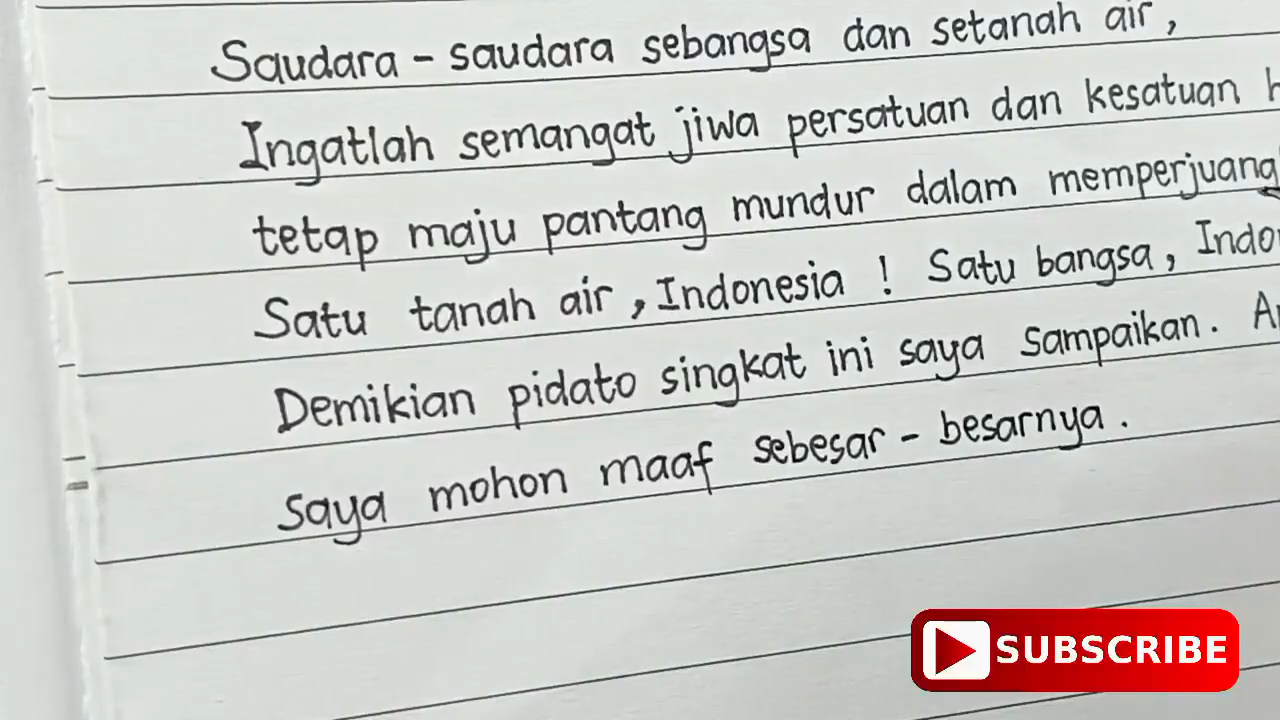 Saudara - saudara sebangsa dan setanah air,
Ingatlah semangat jiwa persatuan dan kesatuan
tetap maju pantang mundur dalam
Satu tanah air, Indonesia ! Satu bangsa,
Demikian pidato singkat ini saya sampaikan.
saya mohon maaf sebesar - besarnya.
SUBSCRIBE